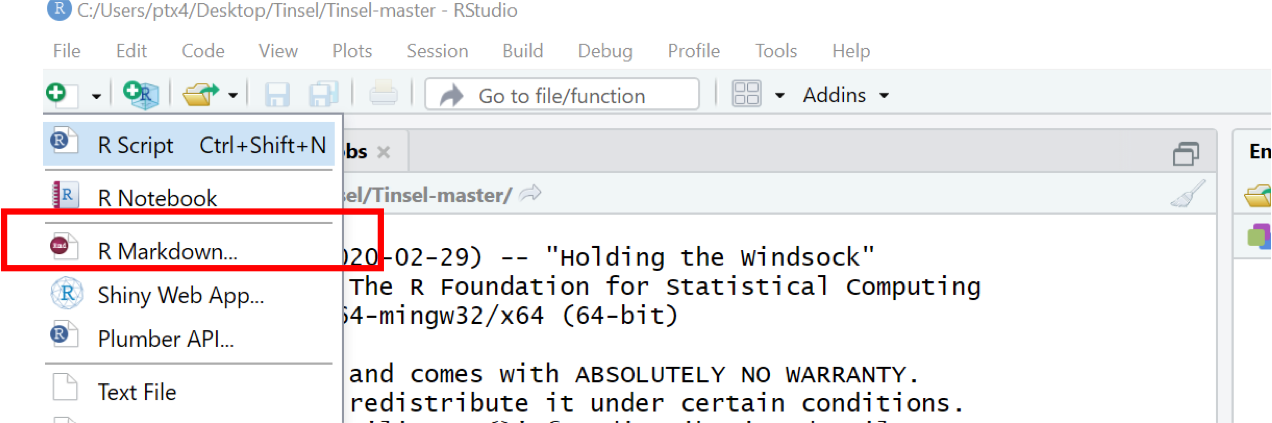 C:/Users/ptx4/Desktop/Tinsel/Tinsel-master - RStudio
File Edit Code View Plots Session Build Debug Profile Tools Help
Go to file/function Addins
R Script Ctrl+Shift+N
obs
En
R Notebook
sel/Tinsel-master/
R Markdown...
020-02-29) -- "Holding the Windsock"
The R Foundation for Statistical Computing
Shiny Web App...
64-mingw32/x64 (64-bit)
Plumber API...
and comes with ABSOLUTELY NO WARRANTY.
Text File
redistribute it under certain conditions.